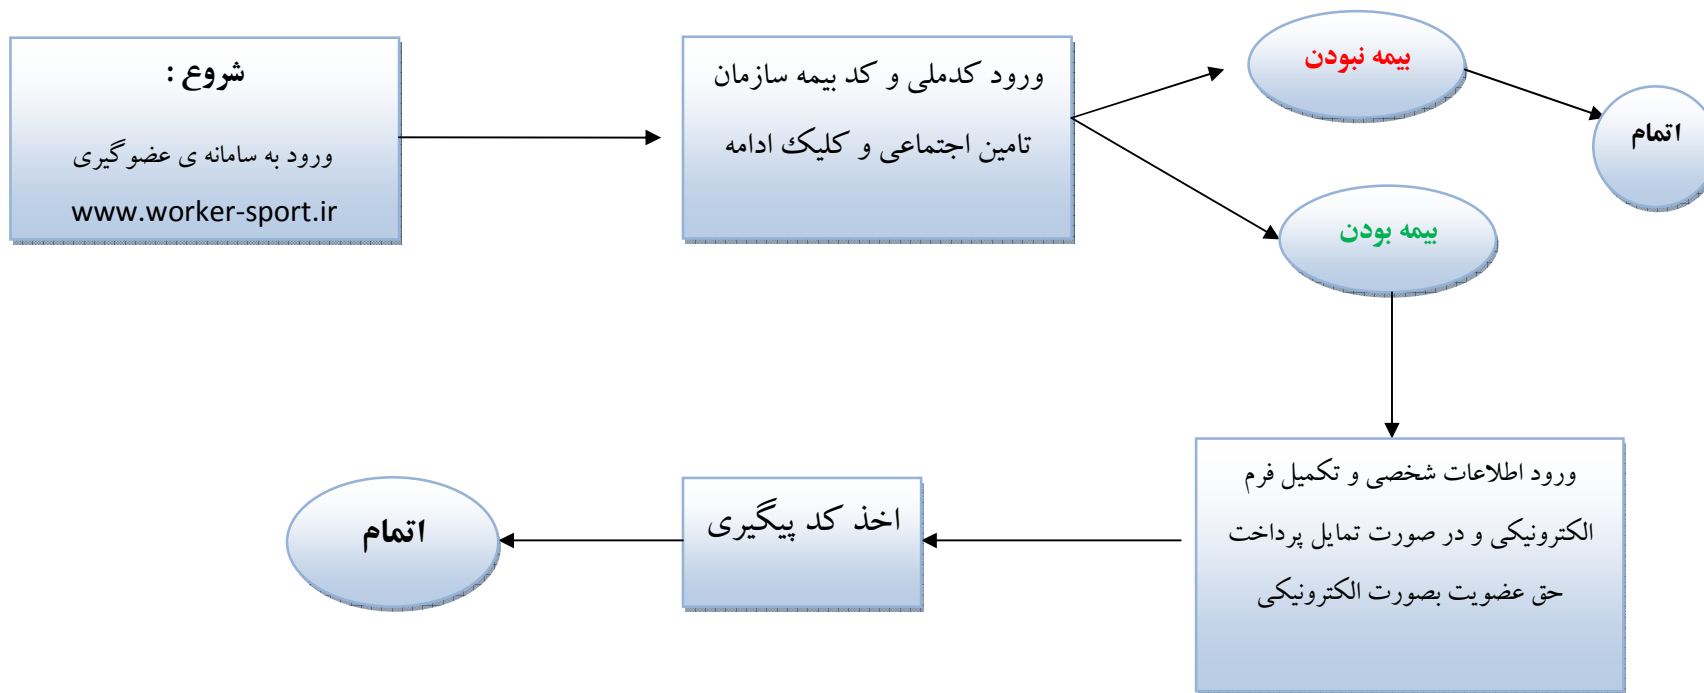 شروع :
ورود به سامانه ی عضوگیری
www.worker-sport.ir
ورود کدملی و کد بیمه سازمان
تامین اجتماعی و کلیک ادامه
بیمه نبودن
اتمام
بیمه بودن
ورود اطلاعات شخصی و تکمیل فرم
الکترونیکی و در صورت تمایل پرداخت
حق عضویت بصورت الکترونیکی
اخذ کد پیگیری
اتمام